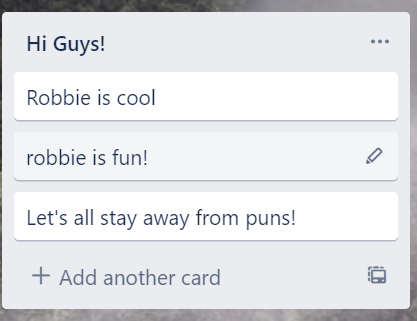 Hi Guys!
Robbie is cool
robbie is fun!
Let's all stay away from puns!
Add another card